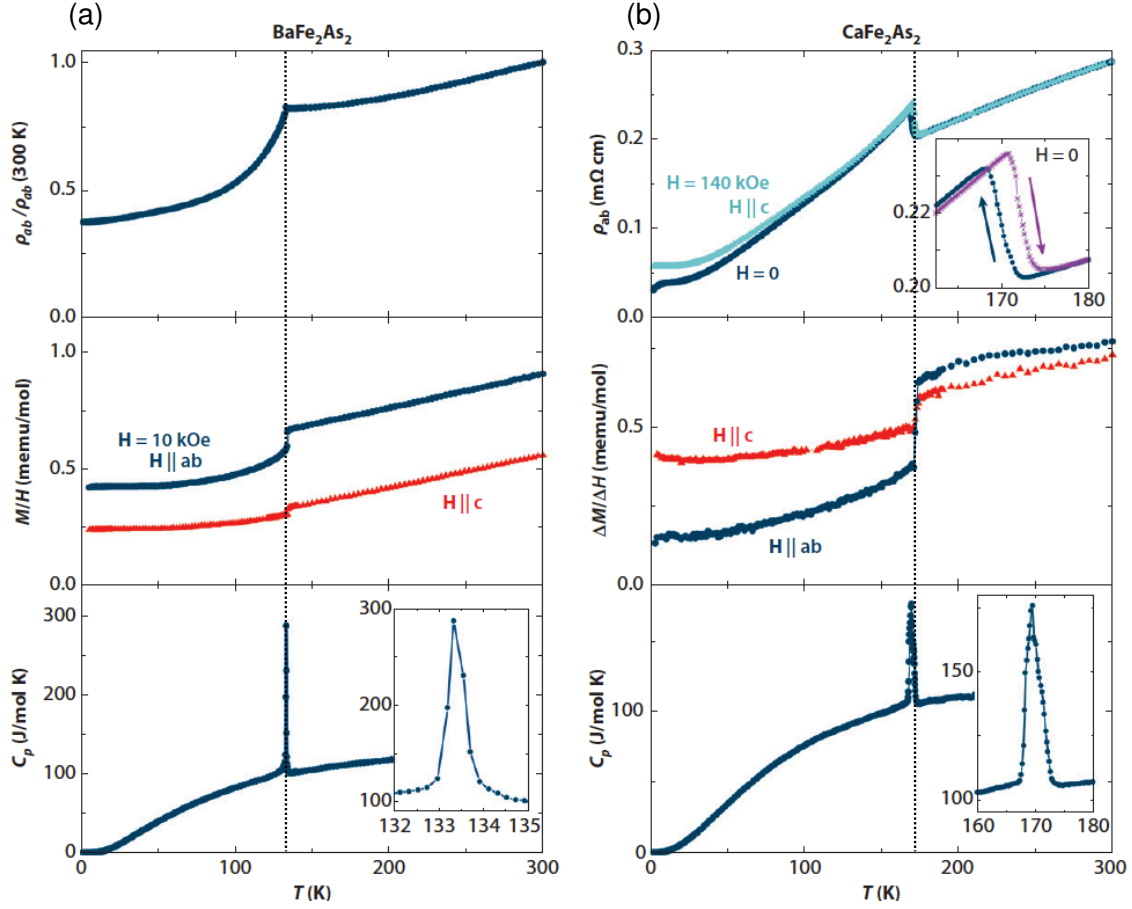 (a)
BaFe₂As₂
1.0
0.5
0.0
ρab /ρab (300 K)
1.0
0.5
0.0
M/H (memu/mol)
H = 10 kOe
H || ab
H || c
300
200
100
0
Cp (J/mol K)
300
200
100
132 133 134 135
0 100 200 300
T (K)
(b)
CaFe₂As₂
0.3
0.2
0.1
0.0
ρab (mΩ cm)
H = 140 kOe
H || c
H = 0
H = 0
0.22
0.20
170 180
0.5
ΔM/ΔH (memu/mol)
H || c
H || ab
100
0
Cp (J/mol K)
150
100
160 170 180
0 100 200 300
T (K)